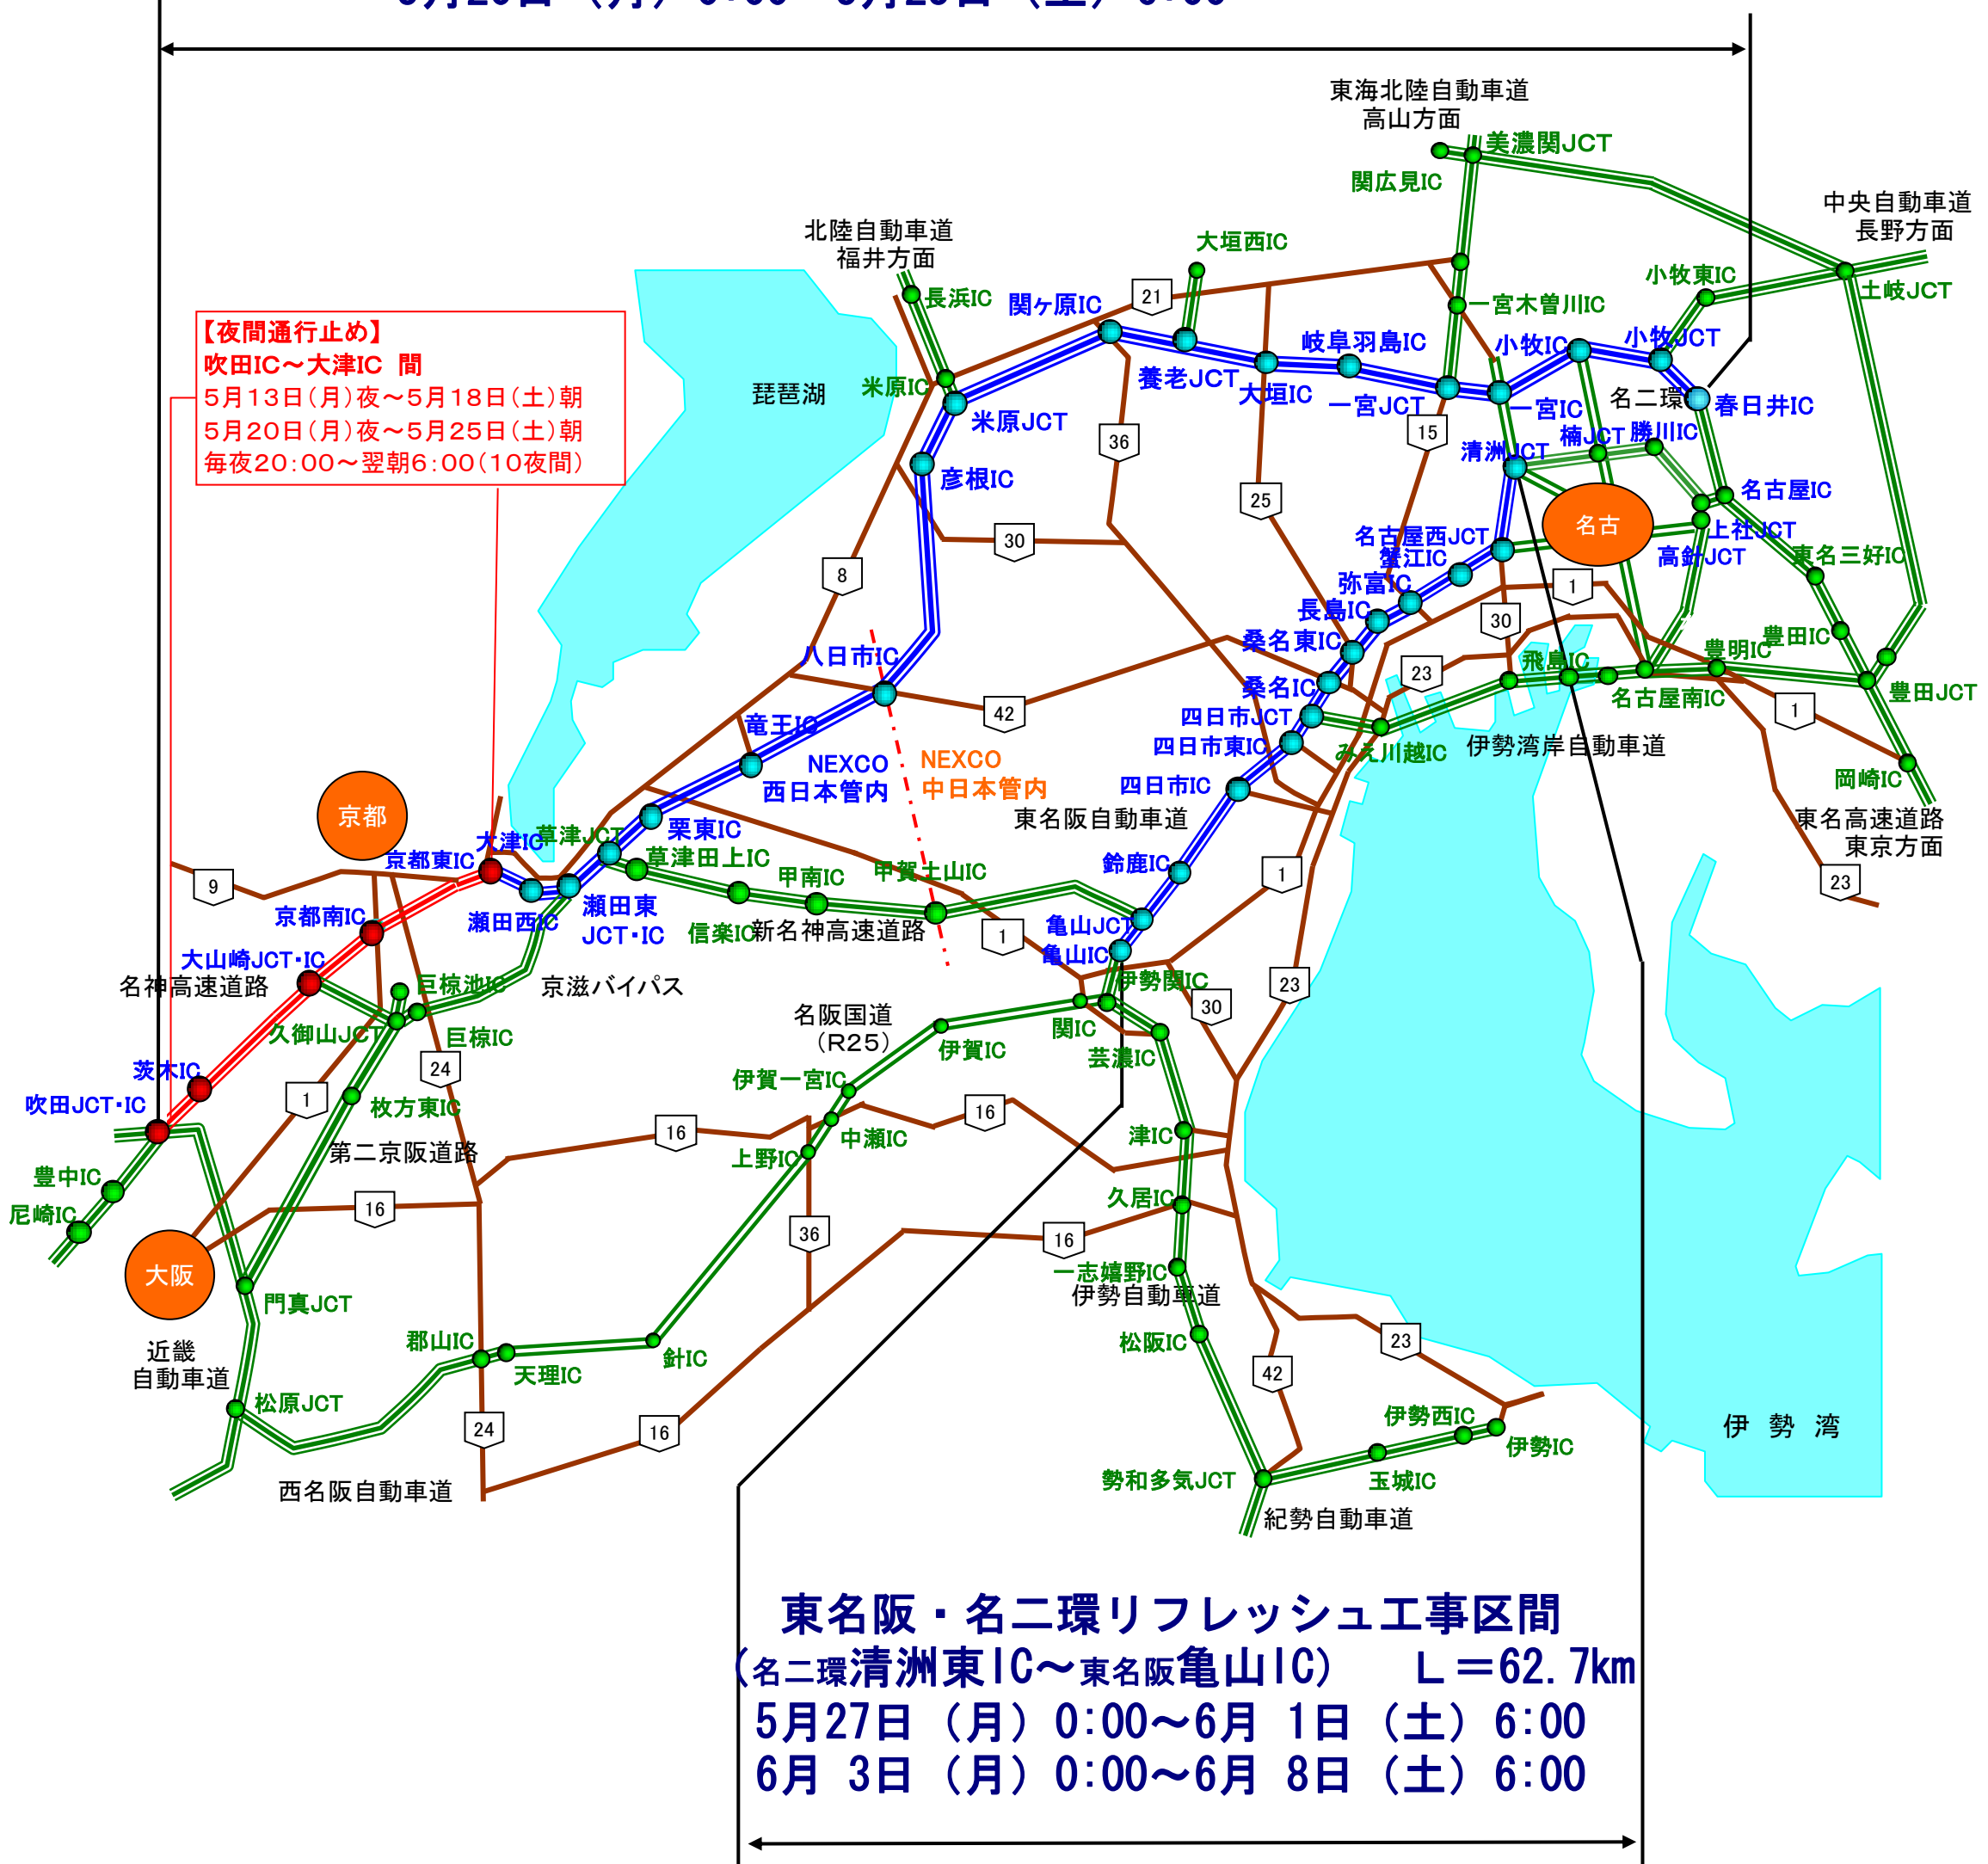 東海北陸自動車道
高山方面
美濃関JCT
関広見IC
中央自動車道
長野方面
北陸自動車道
福井方面
大垣西IC
小牧東IC
土岐JCT
長浜IC
関ヶ原IC
21
一宮木曽川IC
【夜間通行止め】
吹田IC～大津IC 間
5月13日(月)夜～5月18日(土)朝
5月20日(月)夜～5月25日(土)朝
毎夜20:00～翌朝6:00(10夜間)
岐阜羽島IC
小牧IC
小牧JCT
琵琶湖
米原IC
養老JCT
大垣IC
一宮JCT
一宮IC
名二環
春日井IC
米原JCT
36
15
楠JCT
勝川IC
清洲JCT
彦根IC
25
名古屋IC
名古
30
名古屋西JCT
上社JCT
蟹江IC
高針JCT
東名三好IC
8
弥富IC
1
長島IC
30
桑名東IC
豊田IC
八日市IC
23
飛島IC
豊明IC
桑名IC
名古屋南IC
豊田JCT
42
1
竜王IC
四日市JCT
四日市東IC
みえ川越IC
伊勢湾岸自動車道
NEXCO
西日本管内
NEXCO
中日本管内
四日市IC
岡崎IC
京都
東名阪自動車道
東名高速道路
東京方面
栗東IC
草津JCT
大津IC
京都東IC
草津田上IC
甲南IC
甲賀土山IC
鈴鹿IC
1
23
9
京都南IC
瀬田西IC
瀬田東
JCT・IC
信楽IC
新名神高速道路
1
亀山JCT
亀山IC
大山崎JCT・IC
名神高速道路
巨椋池IC
京滋バイパス
伊勢関IC
23
30
久御山JCT
巨椋IC
名阪国道
(R25)
伊賀IC
関IC
芸濃IC
茨木IC
24
伊賀一宮IC
吹田JCT・IC
1
枚方東IC
16
16
中瀬IC
津IC
第二京阪道路
上野IC
豊中IC
尼崎IC
16
久居IC
36
16
大阪
一志嬉野IC
伊勢自動車道
門真JCT
近畿
自動車道
郡山IC
天理IC
針IC
松阪IC
23
42
松原JCT
24
16
伊勢西IC
伊勢IC
伊 勢 湾
西名阪自動車道
勢和多気JCT
玉城IC
紀勢自動車道
東名阪・名二環リフレッシュ工事区間
(名二環清洲東IC～東名阪亀山IC) L=62.7km
5月27日(月)0:00～6月 1日(土)6:00
6月 3日(月)0:00～6月 8日(土)6:00